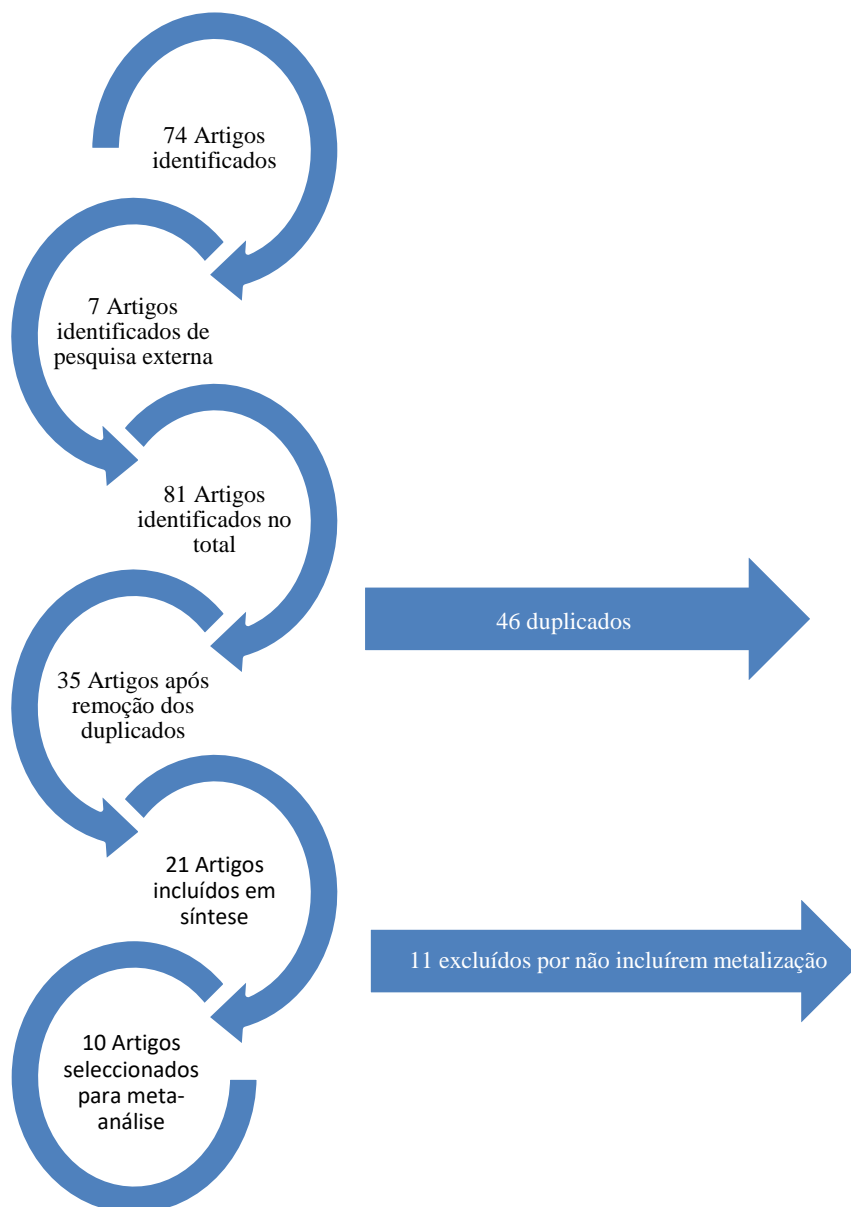 74 Artigos
identificados
7 Artigos
identificados de
pesquisa externa
81 Artigos
identificados no
total
46 duplicados
35 Artigos após
remoção dos
duplicados
21 Artigos
incluídos em
síntese
11 excluídos por não incluírem metalização
10 Artigos
seleccionados
para meta-
análise